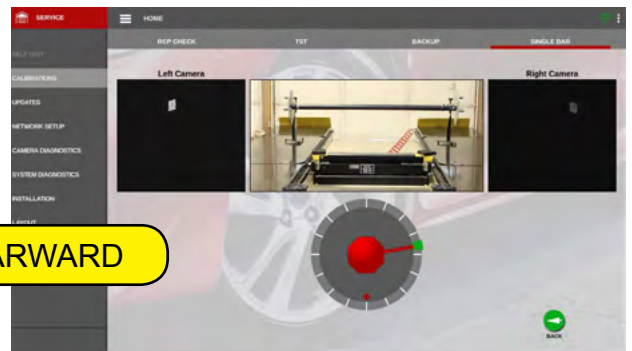 SERVICE
HOME
RCP CHECK
TST
BACKUP
SINGLE BAR
SELF TEST
CALIBRATIONS
Left Camera
Right Camera
UPDATES
NETWORK SETUP
CAMERA DIAGNOSTICS
SYSTEM DIAGNOSTICS
INSTALLATION
LAYOUT
ARWARD
BACK